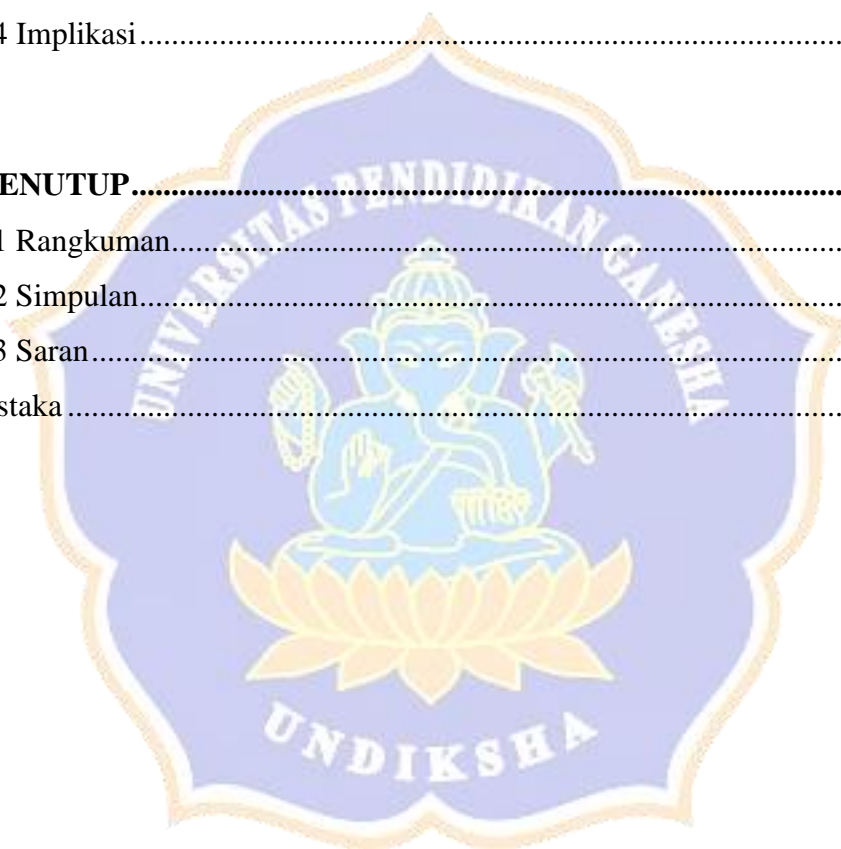 4 Implikasi........................................................................................
ENUTUP........................................................................................
1 Rangkuman....................................................................................
2 Simpulan........................................................................................
3 Saran..............................................................................................
staka ................................................................................................
UNIVERSITAS PENDIDIKAN GANESHA
UNDIKSHA